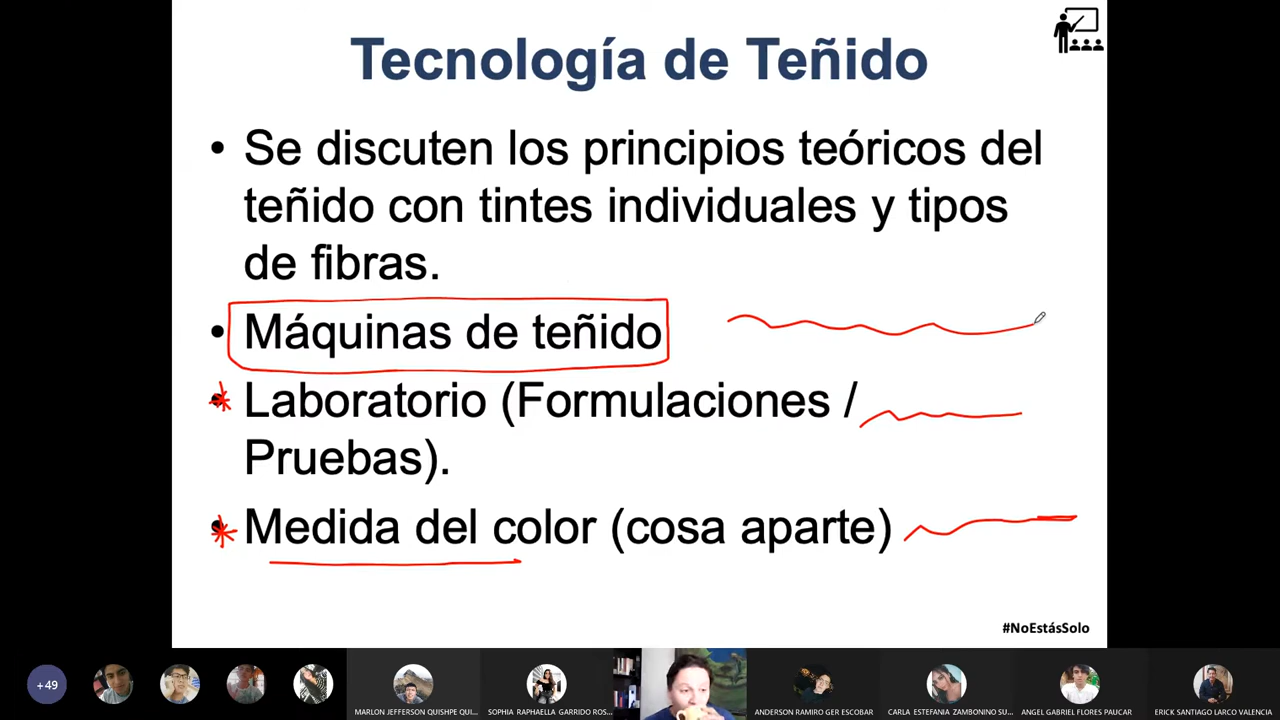 Tecnología de Teñido
• Se discuten los principios teóricos del
teñido con tintes individuales y tipos
de fibras.
• Máquinas de teñido
• Laboratorio (Formulaciones /
Pruebas).
• Medida del color (cosa aparte)
#NoEstásSolo
+49
MARLON JEFFERSON QUISHPE QUI...
SOPHIA RAPHAELLA GARRIDO ROS...
ANDERSON RAMIRO GER ESCOBAR
CARLA ESTEFANIA ZAMBONINO SU...
ANGEL GABRIEL FLORES PAUCAR
ERICK SANTIAGO LARCO VALENCIA